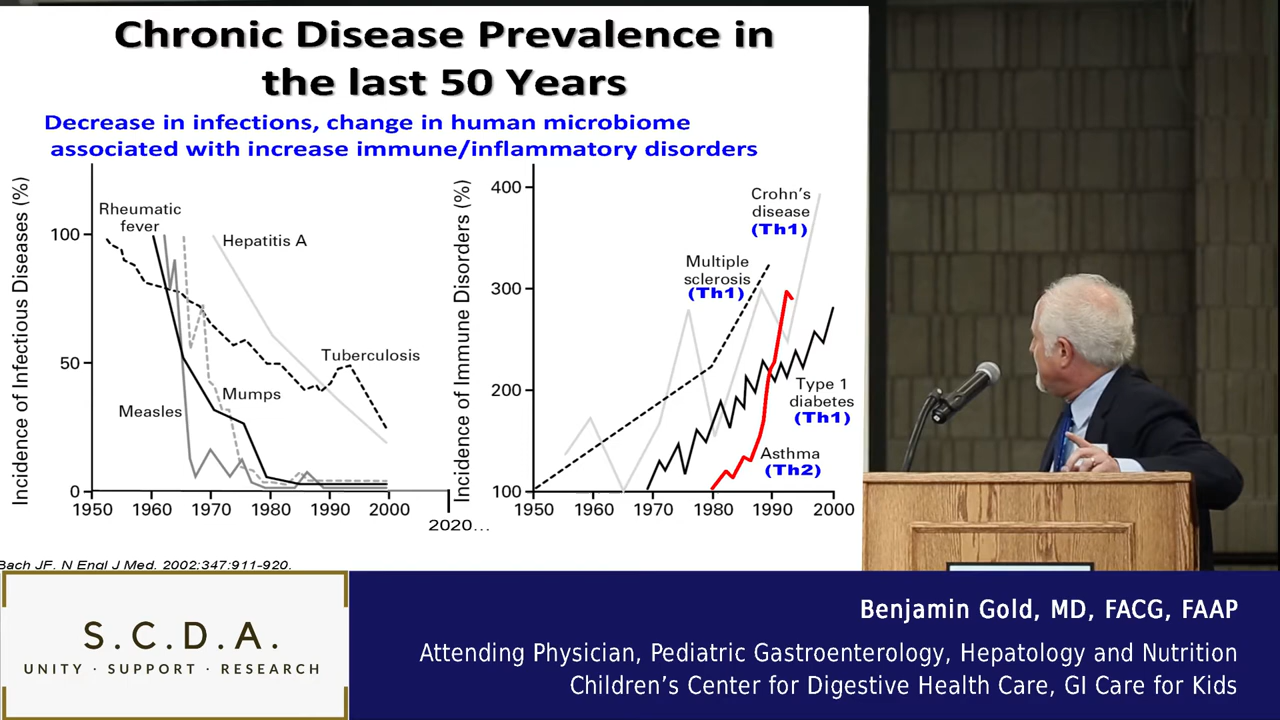 Chronic Disease Prevalence in
the last 50 Years
Decrease in infections, change in human microbiome
associated with increase immune/inflammatory disorders
Incidence of Infectious Diseases (%)
100
50
0
Rheumatic
fever
Hepatitis A
Tuberculosis
Mumps
Measles
1950 1960 1970 1980 1990 2000
2020...
Incidence of Immune Disorders (%)
400
300
200
100
Crohn's
disease
(Th1)
Multiple
sclerosis
(Th1)
Type 1
diabetes
(Th1)
Asthma
(Th2)
1950 1960 1970 1980 1990 2000
Bach JF. N Engl J Med. 2002;347:911-920.
S.C.D.A.
UNITY · SUPPORT · RESEARCH
Benjamin Gold, MD, FACG, FAAP
Attending Physician, Pediatric Gastroenterology, Hepatology and Nutrition
Children's Center for Digestive Health Care, GI Care for Kids